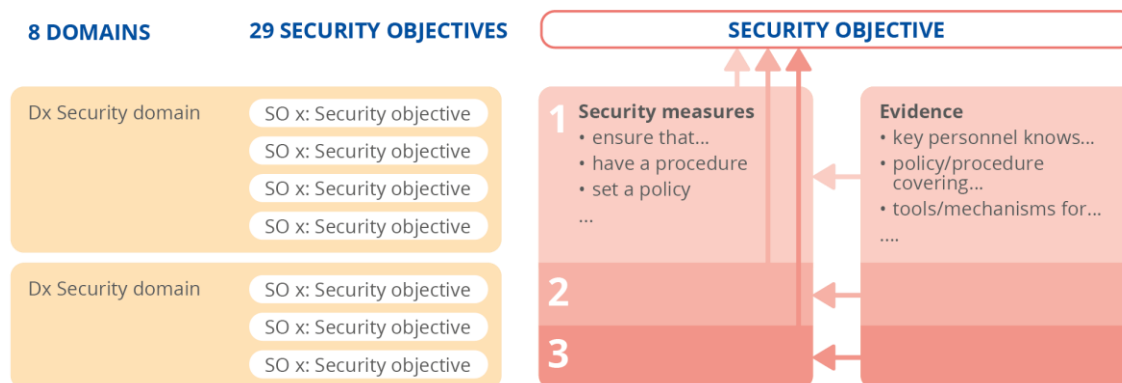 8 DOMAINS
29 SECURITY OBJECTIVES
Dx Security domain
SO x: Security objective
SO x: Security objective
SO x: Security objective
SO x: Security objective
Dx Security domain
SO x: Security objective
SO x: Security objective
SO x: Security objective
SECURITY OBJECTIVE
1
Security measures
• ensure that...
• have a procedure
• set a policy
...
2
3
Evidence
• key personnel knows...
• policy/procedure
covering...
• tools/mechanisms for...
....